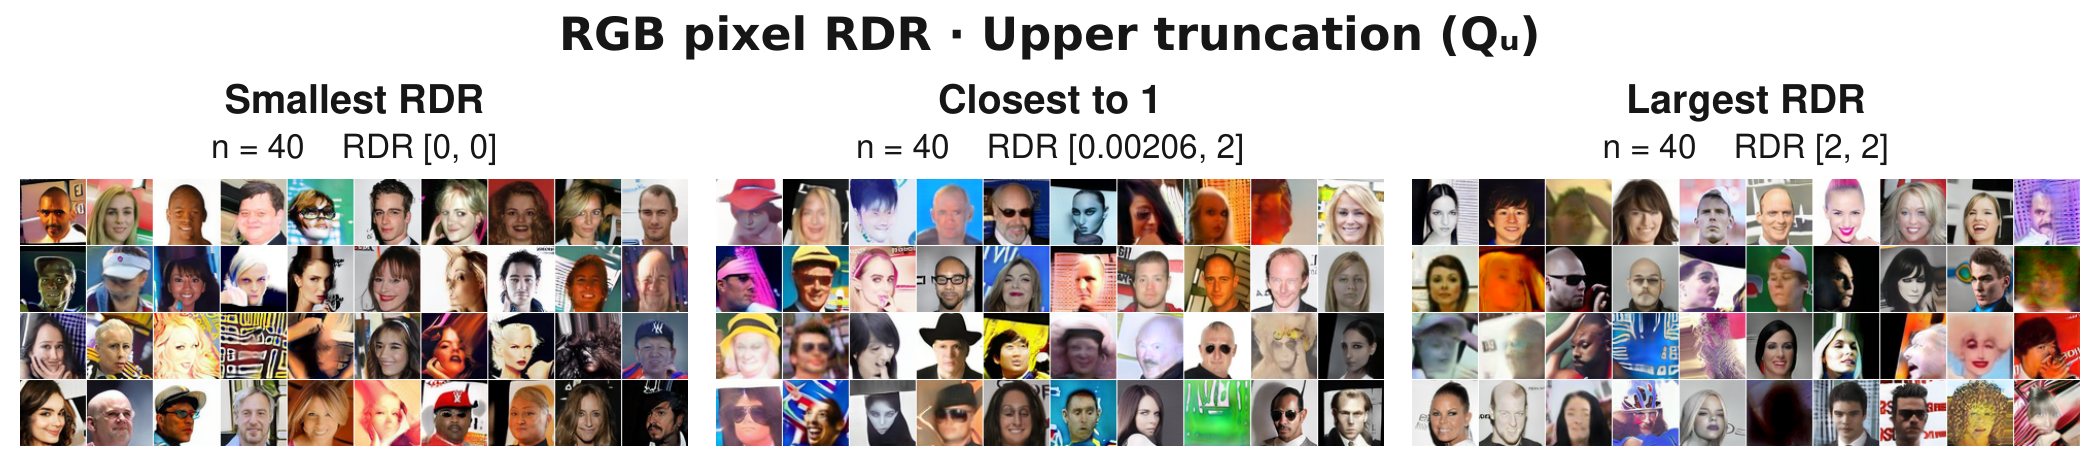 RGB pixel RDR · Upper truncation (Qᵤ)
Smallest RDR
n = 40 RDR [0, 0]
Closest to 1
n = 40 RDR [0.00206, 2]
Largest RDR
n = 40 RDR [2, 2]